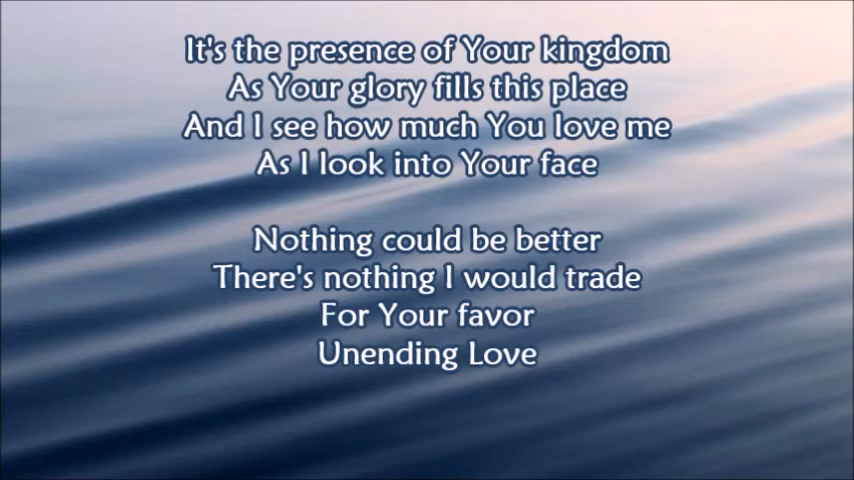 It's the presence of Your kingdom
As Your glory fills this place
And I see how much You love me
As I look into Your face
Nothing could be better
There's nothing I would trade
For Your favor
Unending Love